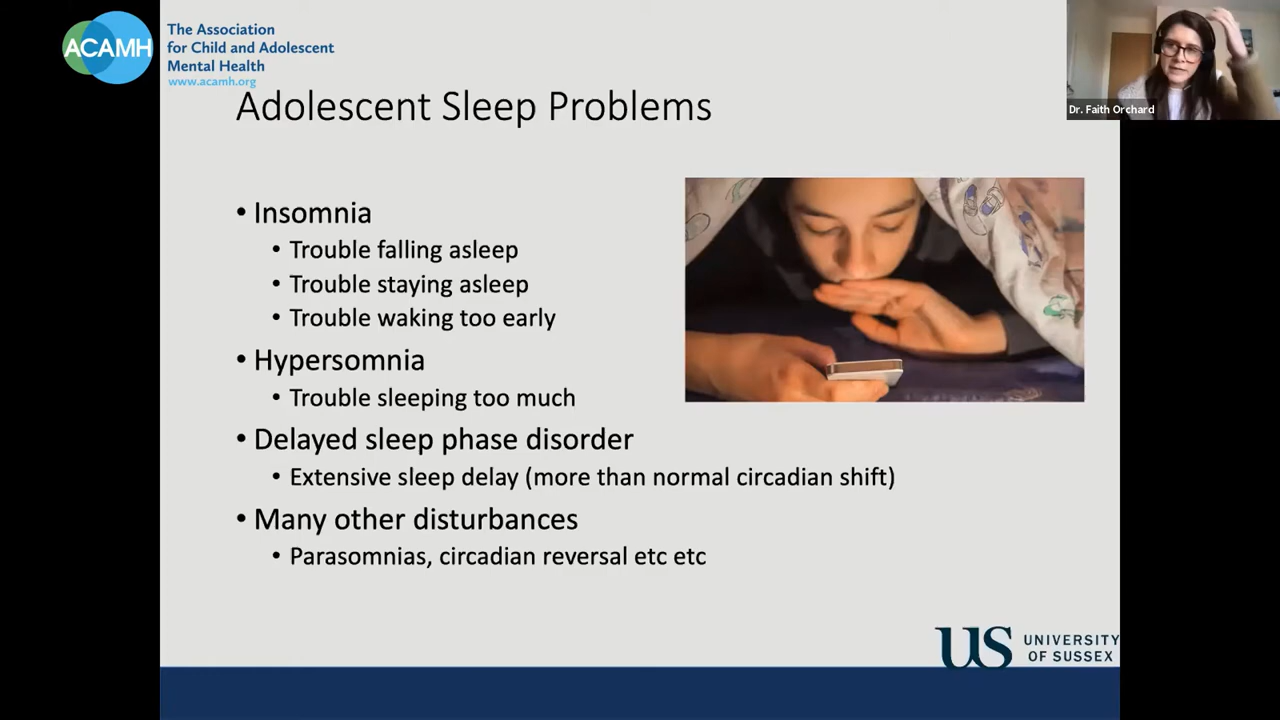 ACAMH
The Association
for Child and Adolescent
Mental Health
www.acamh.org
Dr. Faith Orchard
Adolescent Sleep Problems
• Insomnia
• Trouble falling asleep
• Trouble staying asleep
• Trouble waking too early
• Hypersomnia
• Trouble sleeping too much
• Delayed sleep phase disorder
• Extensive sleep delay (more than normal circadian shift)
• Many other disturbances
• Parasomnias, circadian reversal etc etc
US
UNIVERSITY
OF SUSSEX